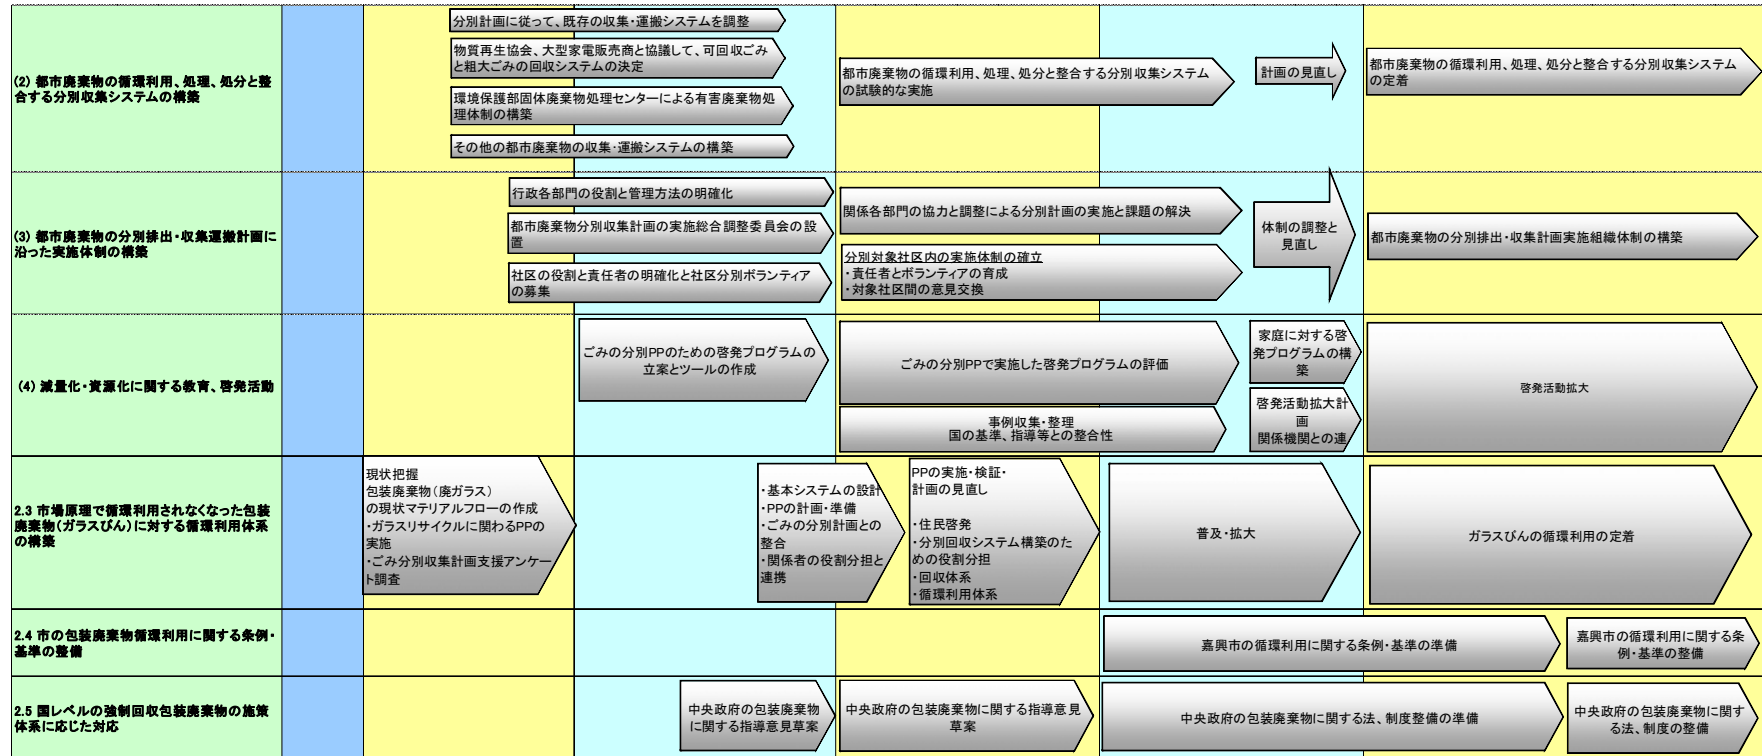 (2) 都市廃棄物の循環利用、処理、処分と整
合する分別収集システムの構築
分別計画に従って、既存の収集・運搬システムを調整
物質再生協会、大型家電販売商と協議して、可回収ごみ
と粗大ごみの回収システムの決定
環境保護部固体廃棄物処理センターによる有害廃棄物処
理体制の構築
その他の都市廃棄物の収集・運搬システムの構築
都市廃棄物の循環利用、処理、処分と整合する分別収集システム
の試験的な実施
計画の見直し
都市廃棄物の循環利用、処理、処分と整合する分別収集システム
の定着
(3) 都市廃棄物の分別排出・収集運搬計画に
沿った実施体制の構築
行政各部門の役割と管理方法の明確化
都市廃棄物分別収集計画の実施総合調整委員会の設
置
社区の役割と責任者の明確化と社区分別ボランティア
の募集
関係各部門の協力と調整による分別計画の実施と課題の解決
分別対象社区内の実施体制の確立
・責任者とボランティアの育成
・対象社区間の意見交換
体制の調整と
見直し
都市廃棄物の分別排出・収集計画実施組織体制の構築
(4) 減量化・資源化に関する教育、啓発活動
ごみの分別PPのための啓発プログラムの
立案とツールの作成
ごみの分別PPで実施した啓発プログラムの評価
事例収集・整理
国の基準、指導等との整合性
家庭に対する啓
発プログラムの構
築
啓発活動拡大計
画
関係機関との連
啓発活動拡大
2.3 市場原理で循環利用されなくなった包装
廃棄物(ガラスびん)に対する循環利用体系
の構築
現状把握
包装廃棄物(廃ガラス)
の現状マテリアルフローの作成
・ガラスリサイクルに関わるPPの
実施
・ごみ分別収集計画支援アンケー
ト調査
・基本システムの設計
・PPの計画・準備
・ごみの分別計画との
整合
・関係者の役割分担と
連携
PPの実施・検証・
計画の見直し
・住民啓発
・分別回収システム構築のた
めの役割分担
・回収体系
・循環利用体系
普及・拡大
ガラスびんの循環利用の定着
2.4 市の包装廃棄物循環利用に関する条例・
基準の整備
嘉興市の循環利用に関する条例・基準の準備
嘉興市の循環利用に関する条
例・基準の整備
2.5 国レベルの強制回収包装廃棄物の施策
体系に応じた対応
中央政府の包装廃棄物
に関する指導意見草案
中央政府の包装廃棄物に関する指導意見
草案
中央政府の包装廃棄物に関する法、制度整備の準備
中央政府の包装廃棄物に関す
る法、制度の整備